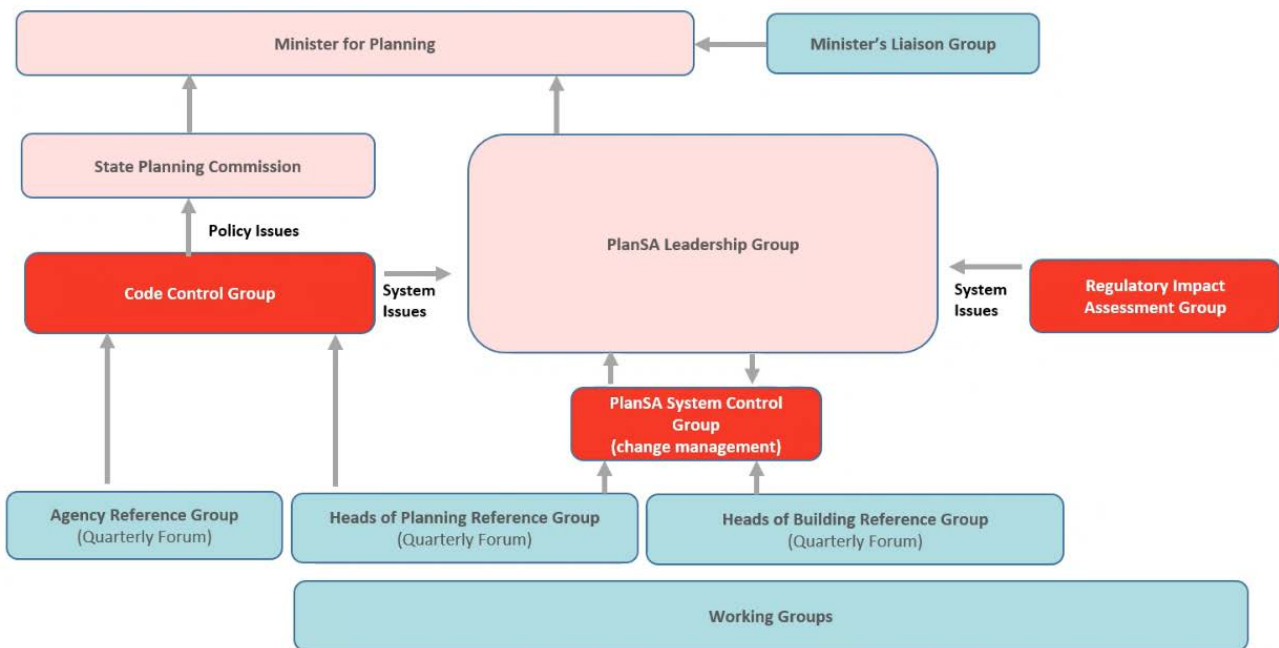 Minister for Planning
Minister’s Liaison Group
State Planning Commission
Policy Issues
PlanSA Leadership Group
Code Control Group
System
Issues
System
Issues
Regulatory Impact
Assessment Group
PlanSA System Control
Group
(change management)
Agency Reference Group
(Quarterly Forum)
Heads of Planning Reference Group
(Quarterly Forum)
Heads of Building Reference Group
(Quarterly Forum)
Working Groups